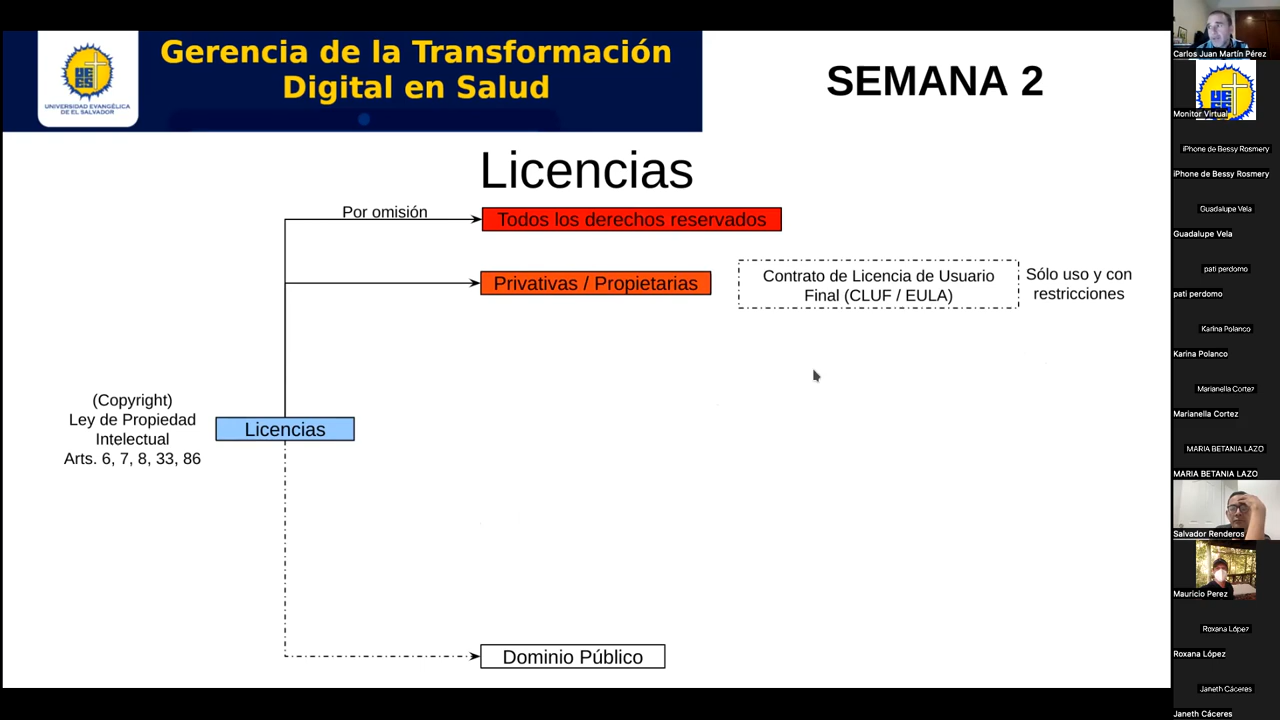 Gerencia de la Transformación
Digital en Salud
UNIVERSIDAD EVANGÉLICA
DE EL SALVADOR
SEMANA 2
Licencias
Por omisión
Todos los derechos reservados
Privativas / Propietarias
Contrato de Licencia de Usuario
Final (CLUF / EULA)
Sólo uso y con
restricciones
(Copyright)
Ley de Propiedad
Intelectual
Arts. 6, 7, 8, 33, 86
Licencias
Dominio Público
Carlos Juan Martín Pérez
Monitor Virtual
iPhone de Bessy Rosmery
iPhone de Bessy Rosmery
Guadalupe Vela
Guadalupe Vela
pati perdomo
pati perdomo
Karina Polanco
Karina Polanco
Marianella Cortez
Marianella Cortez
MARIA BETANIA LAZO
MARIA BETANIA LAZO
Salvador Renderos
Mauricio Perez
Roxana López
Roxana López
Janeth Cáceres
Janeth Cáceres